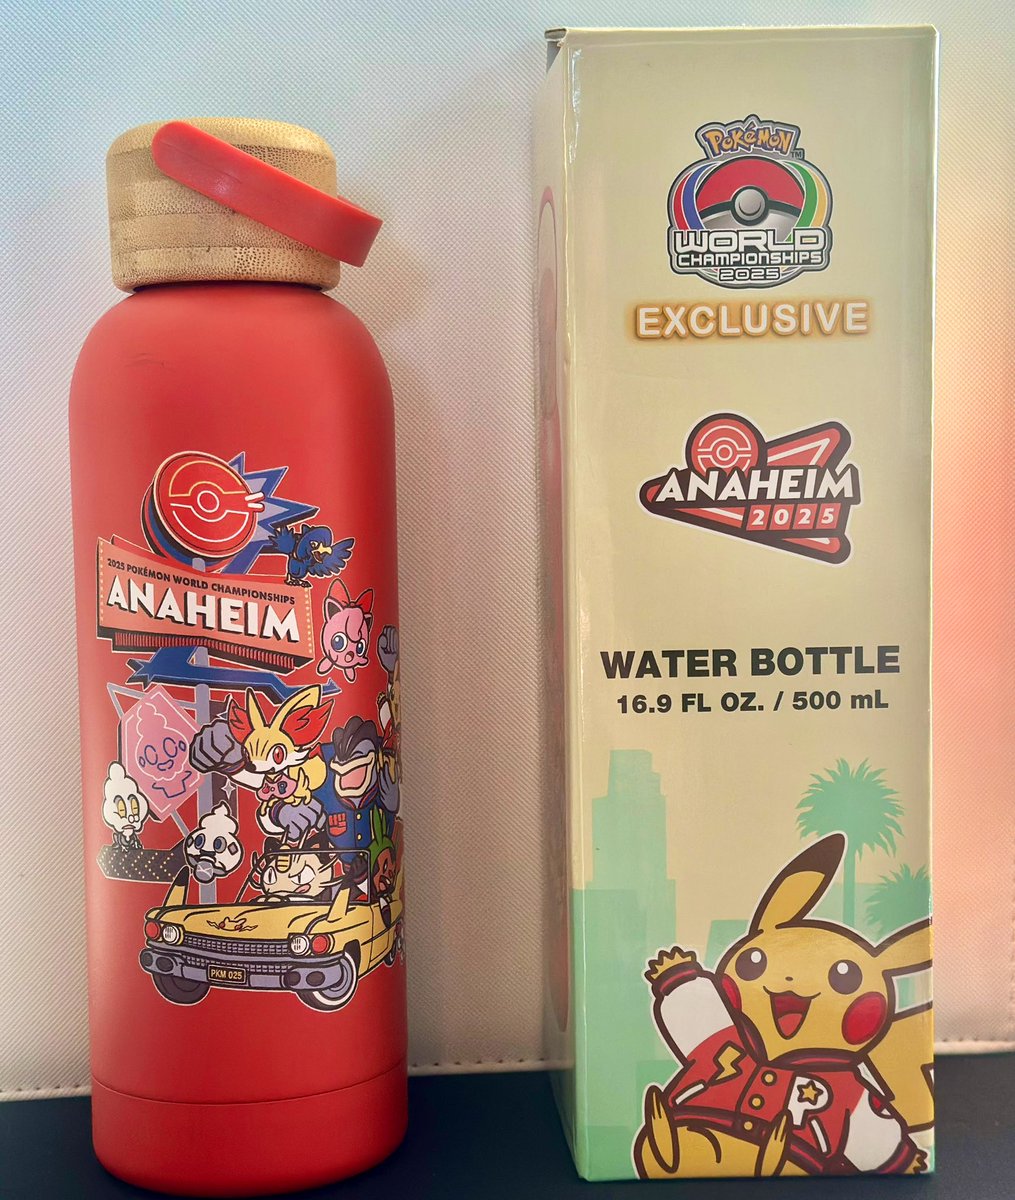 2025 POKÉMON WORLD CHAMPIONSHIPS
ANAHEIM
PKM 025
POKÉMON™
WORLD
CHAMPIONSHIPS
2025
EXCLUSIVE
ANAHEIM
2025
WATER BOTTLE
16.9 FL OZ. / 500 mL
P